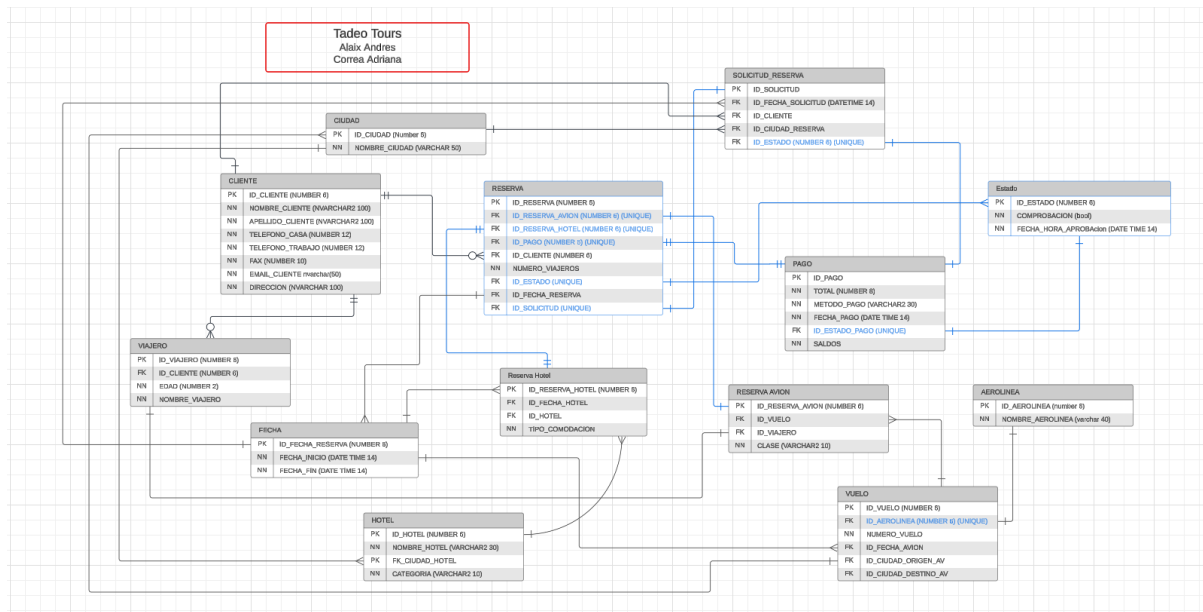 Tadeo Tours
Alaix Andres
Correa Adriana
SOLICITUD_RESERVA
PK ID_SOLICITUD
FK ID_FECHA_SOLICITUD (DATETIME 14)
FK ID_CLIENTE
FK ID_CIUDAD_RESERVA
FK ID_ESTADO (NUMBER 6) (UNIQUE)
CIUDAD
PK ID_CIUDAD (Number 5)
NN NOMBRE_CIUDAD (VARCHAR 50)
CLIENTE
PK ID_CLIENTE (NUMBER 6)
NN NOMBRE_CLIENTE (NVARCHAR2 100)
NN APELLIDO_CLIENTE (NVARCHAR2 100)
NN TELEFONO_CASA (NUMBER 12)
NN TELEFONO_TRABAJO (NUMBER 12)
NN FAX (NUMBER 10)
NN EMAIL_CLIENTE nvarchar(50)
NN DIRECCION (NVARCHAR 100)
RESERVA
PK ID_RESERVA (NUMBER 5)
FK ID_RESERVA_AVION (NUMBER 6) (UNIQUE)
FK ID_RESERVA_HOTEL (NUMBER 6) (UNIQUE)
FK ID_PAGO (NUMBER 8) (UNIQUE)
FK ID_CLIENTE (NUMBER 6)
NN NUMERO_VIAJEROS
FK ID_ESTADO (UNIQUE)
FK ID_FECHA_RESERVA
FK ID_SOLICITUD (UNIQUE)
Estado
PK ID_ESTADO (NUMBER 6)
NN COMPROBACION (bool)
NN FECHA_HORA_APROBAcion (DATE TIME 14)
PAGO
PK ID_PAGO
NN TOTAL (NUMBER 8)
NN METODO_PAGO (VARCHAR2 30)
NN FECHA_PAGO (DATE TIME 14)
FK ID_ESTADO_PAGO (UNIQUE)
NN SALDOS
VIAJERO
PK ID_VIAJERO (NUMBER 8)
FK ID_CLIENTE (NUMBER 6)
NN EDAD (NUMBER 2)
NN NOMBRE_VIAJERO
Reserva Hotel
PK ID_RESERVA_HOTEL (NUMBER 5)
FK ID_FECHA_HOTEL
FK ID_HOTEL
NN TIPO_COMODACION
RESERVA AVION
PK ID_RESERVA_AVION (NUMBER 6)
FK ID_VUELO
FK ID_VIAJERO
NN CLASE (VARCHAR2 10)
AEROLINEA
PK ID_AEROLINEA (number 8)
NN NOMBRE_AEROLINEA (varchar 40)
FECHA
PK ID_FECHA_RESERVA (NUMBER 8)
NN FECHA_INICIO (DATE TIME 14)
NN FECHA_FIN (DATE TIME 14)
HOTEL
PK ID_HOTEL (NUMBER 6)
NN NOMBRE_HOTEL (VARCHAR2 30)
PK FK_CIUDAD_HOTEL
NN CATEGORIA (VARCHAR2 10)
VUELO
PK ID_VUELO (NUMBER 5)
FK ID_AEROLINEA (NUMBER 6) (UNIQUE)
NN NUMERO_VUELO
FK ID_FECHA_AVION
FK ID_CIUDAD_ORIGEN_AV
FK ID_CIUDAD_DESTINO_AV